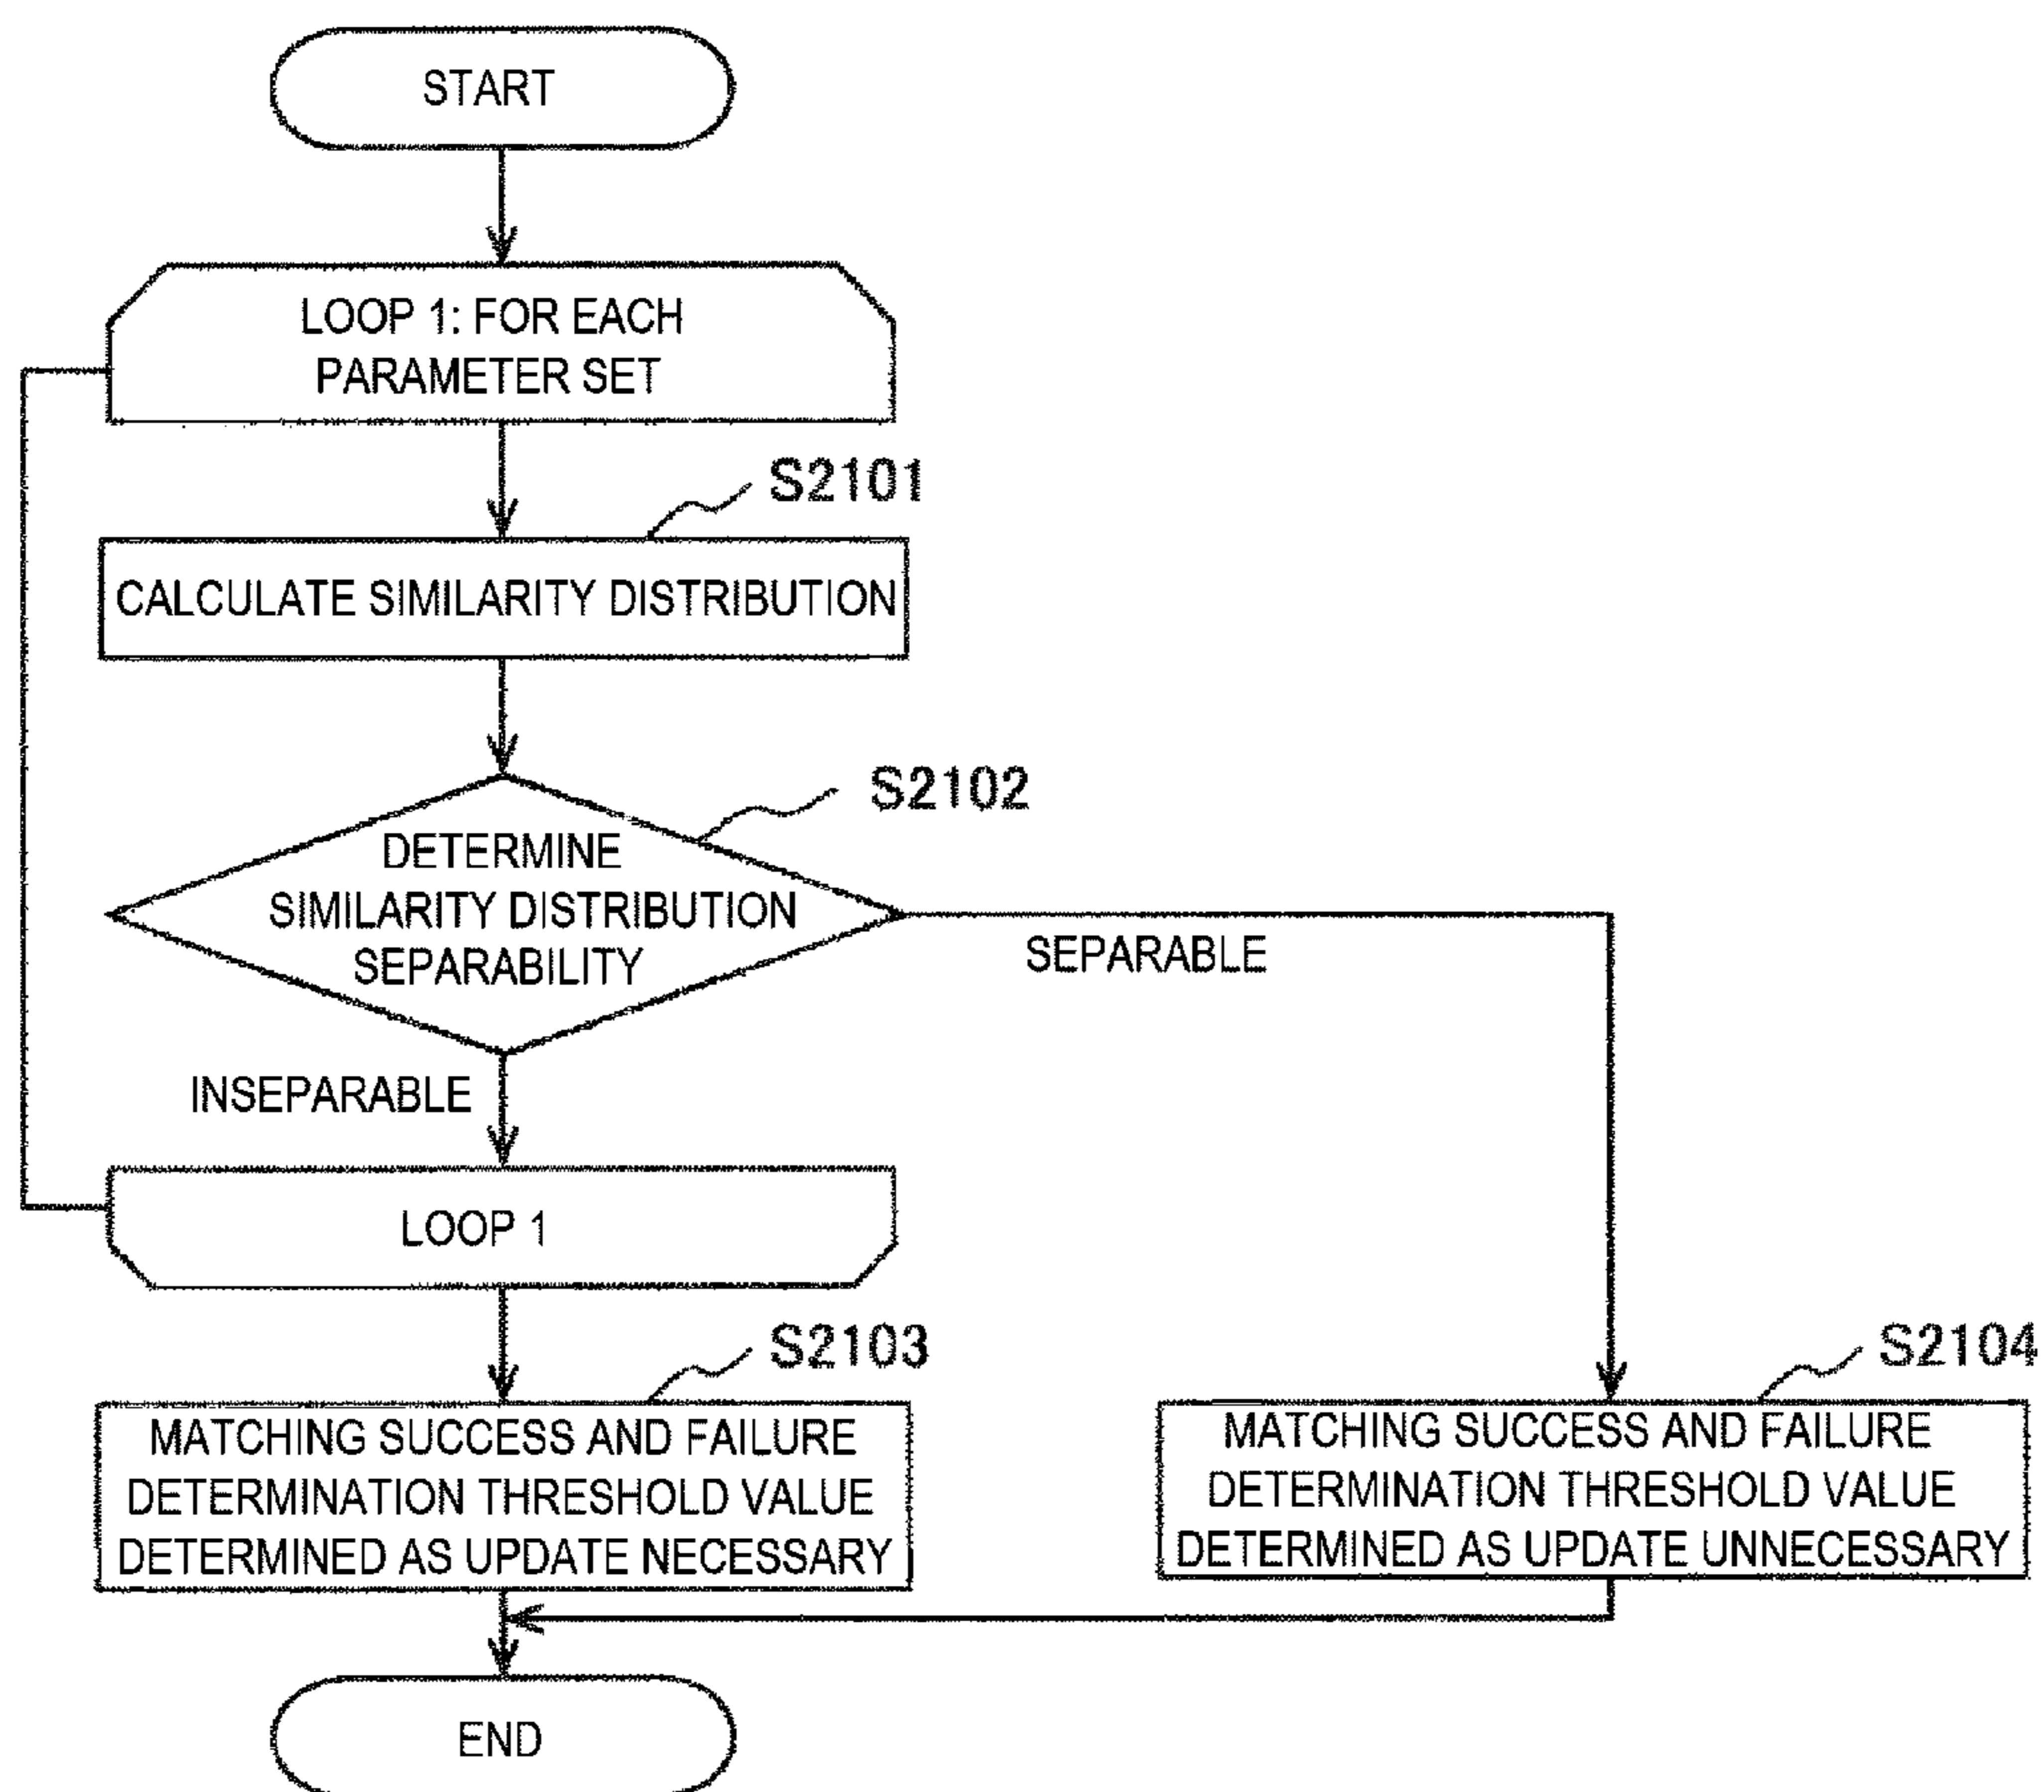 START
LOOP 1: FOR EACH
PARAMETER SET
S2101
CALCULATE SIMILARITY DISTRIBUTION
S2102
DETERMINE
SIMILARITY DISTRIBUTION
SEPARABILITY
SEPARABLE
INSEPARABLE
LOOP 1
S2103
MATCHING SUCCESS AND FAILURE
DETERMINATION THRESHOLD VALUE
DETERMINED AS UPDATE NECESSARY
S2104
MATCHING SUCCESS AND FAILURE
DETERMINATION THRESHOLD VALUE
DETERMINED AS UPDATE UNNECESSARY
END